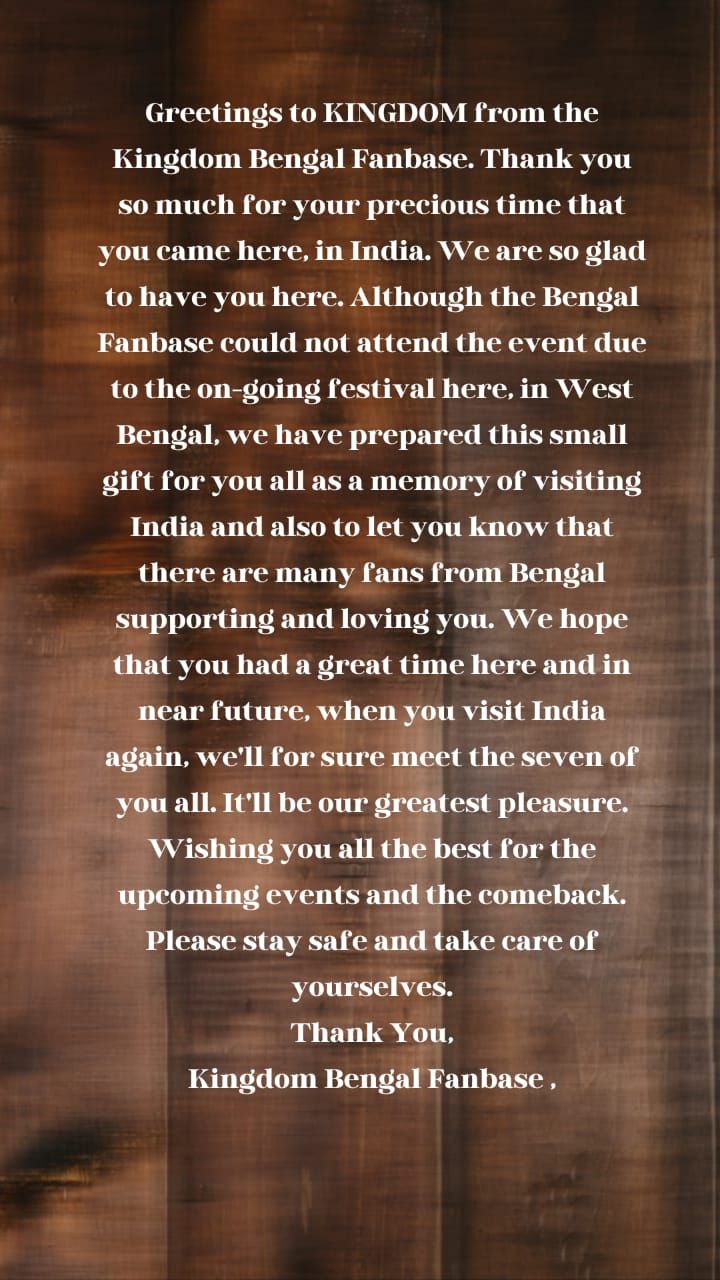 Greetings to KINGDOM from the
Kingdom Bengal Fanbase. Thank you
so much for your precious time that
you came here, in India. We are so glad
to have you here. Although the Bengal
Fanbase could not attend the event due
to the on-going festival here, in West
Bengal, we have prepared this small
gift for you all as a memory of visiting
India and also to let you know that
there are many fans from Bengal
supporting and loving you. We hope
that you had a great time here and in
near future, when you visit India
again, we'll for sure meet the seven of
you all. It'll be our greatest pleasure.
Wishing you all the best for the
upcoming events and the comeback.
Please stay safe and take care of
yourselves.
Thank You,
Kingdom Bengal Fanbase ,